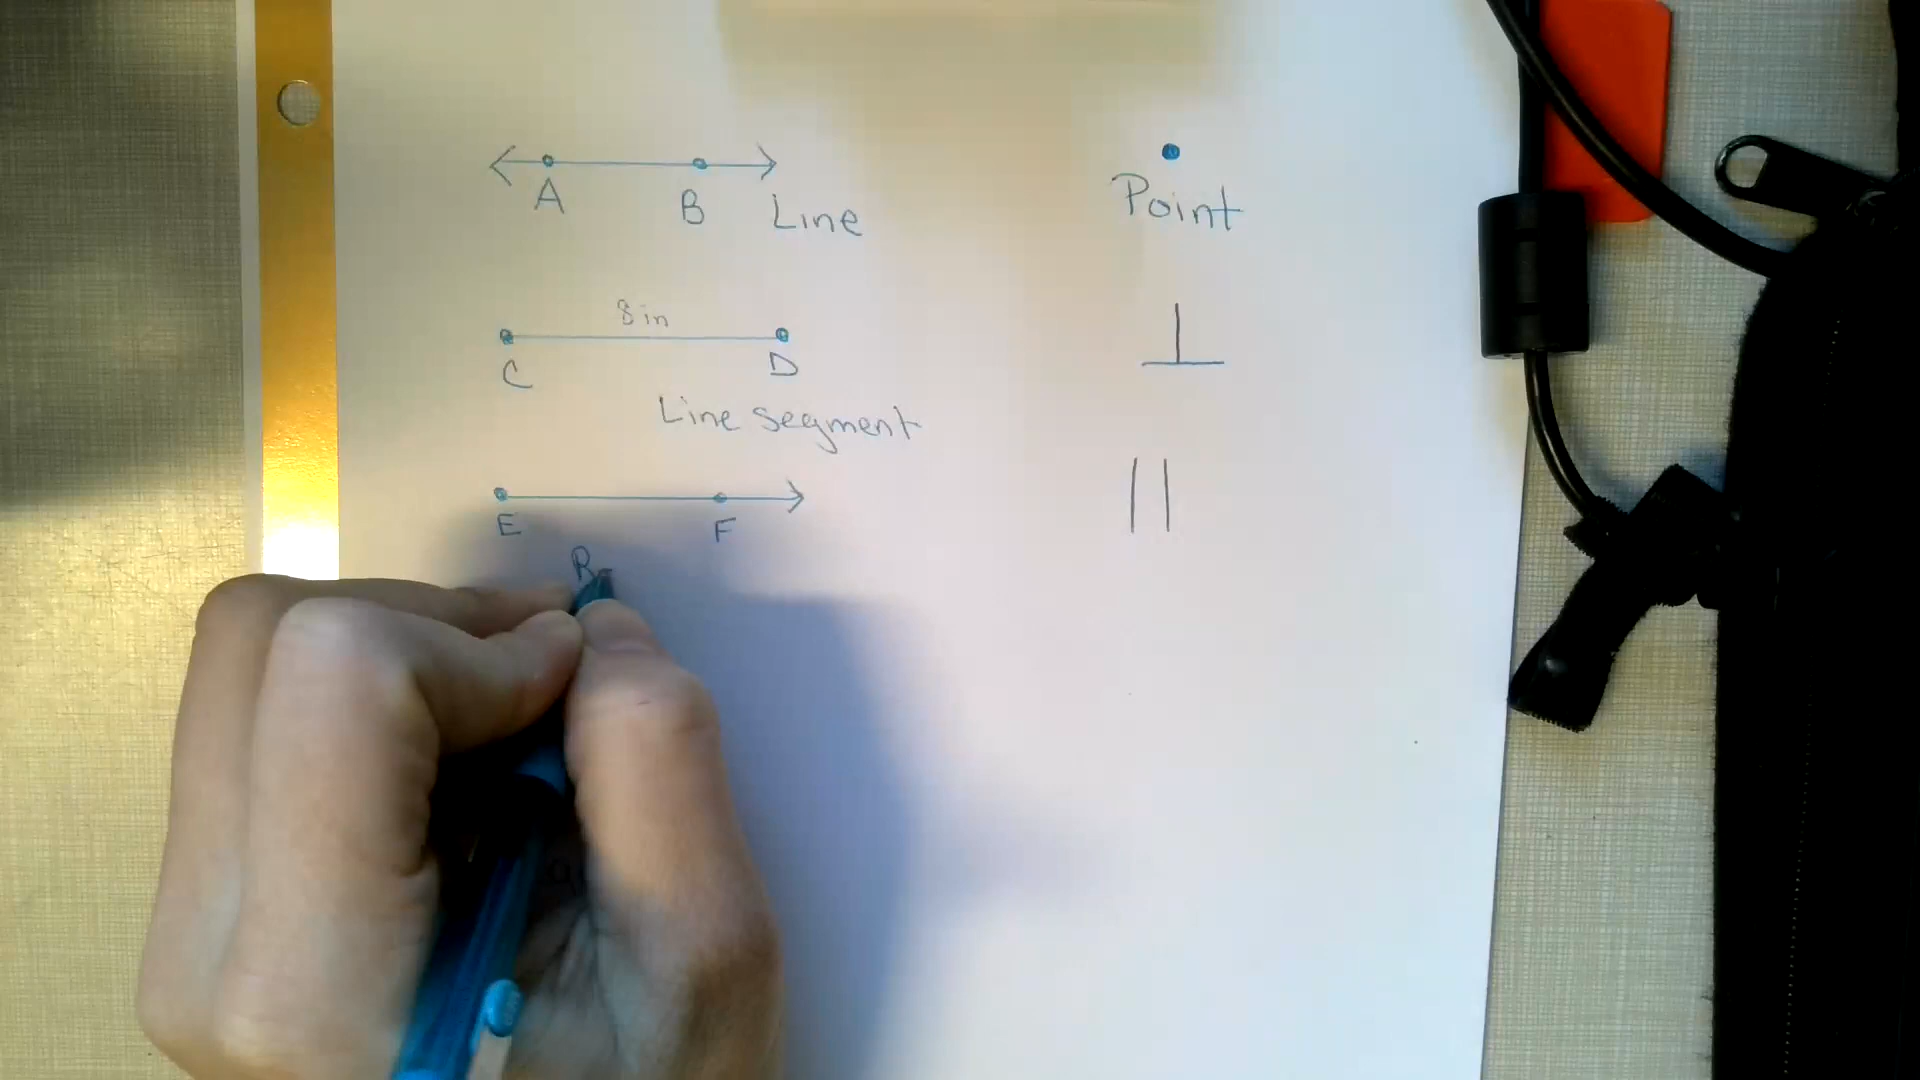 A B Line
Point
8 in
C D
Line segment
E F
R